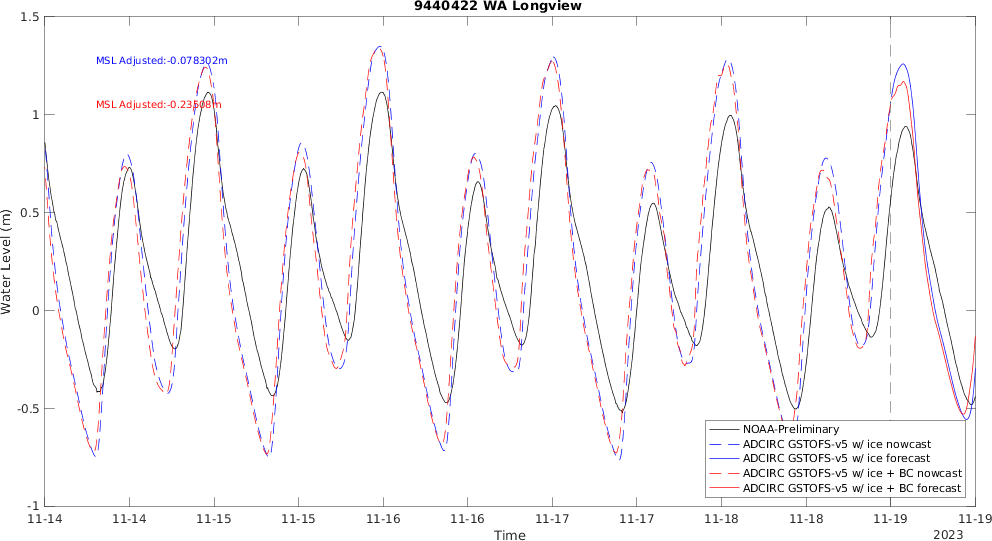 9440422 WA Longview
1.5
1
0.5
0
-0.5
-1
Water Level (m)
MSL Adjusted:-0.078302m
MSL Adjusted:-0.23508m
NOAA-Preliminary
ADCIRC GSTOFS-v5 w/ ice nowcast
ADCIRC GSTOFS-v5 w/ ice forecast
ADCIRC GSTOFS-v5 w/ ice + BC nowcast
ADCIRC GSTOFS-v5 w/ ice + BC forecast
11-14 11-14 11-15 11-15 11-16 11-16 11-17 11-17 11-18 11-18 11-19 11-19
Time
2023